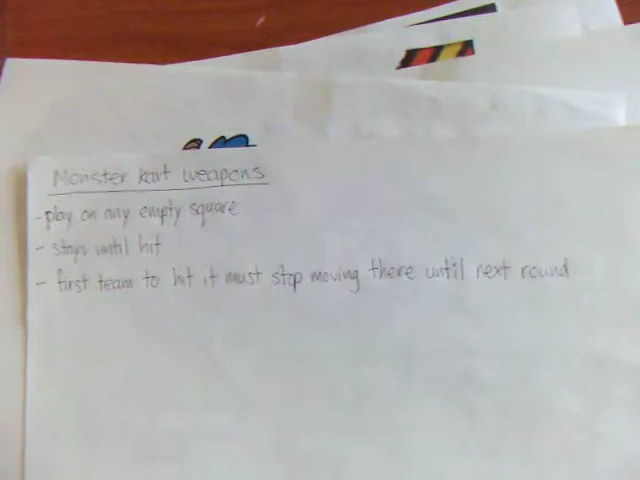 Monster kart weapons
- play on any empty square
- stays until hit
- first team to hit it must stop moving there until next round